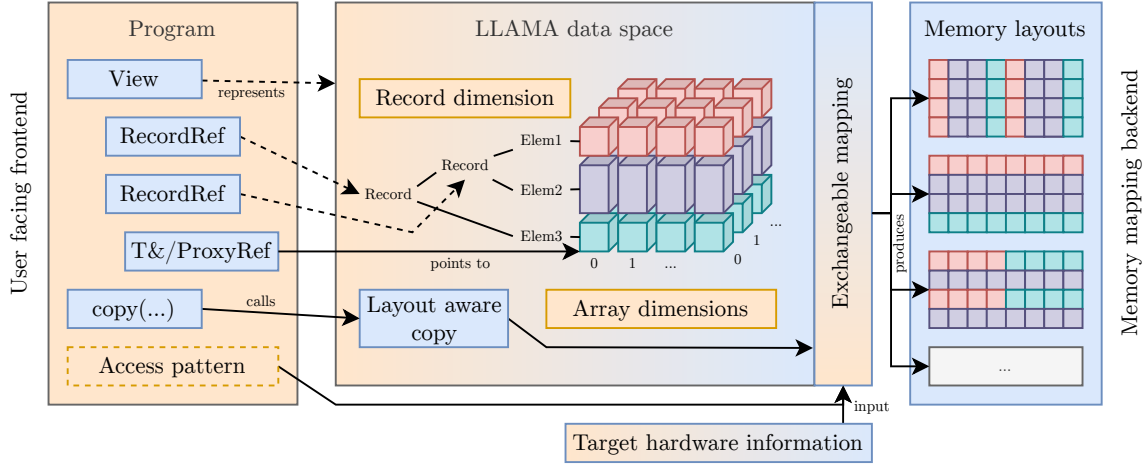 User facing frontend
Program
View
represents
RecordRef
RecordRef
T&/ProxyRef
points to
copy(...)
calls
Access pattern
LLAMA data space
Record dimension
Record
Record
Elem1
Elem2
Elem3
0
1
...
0
1
...
Layout aware
copy
Array dimensions
Exchangeable mapping
input
Target hardware information
produces
Memory layouts
...
Memory mapping backend